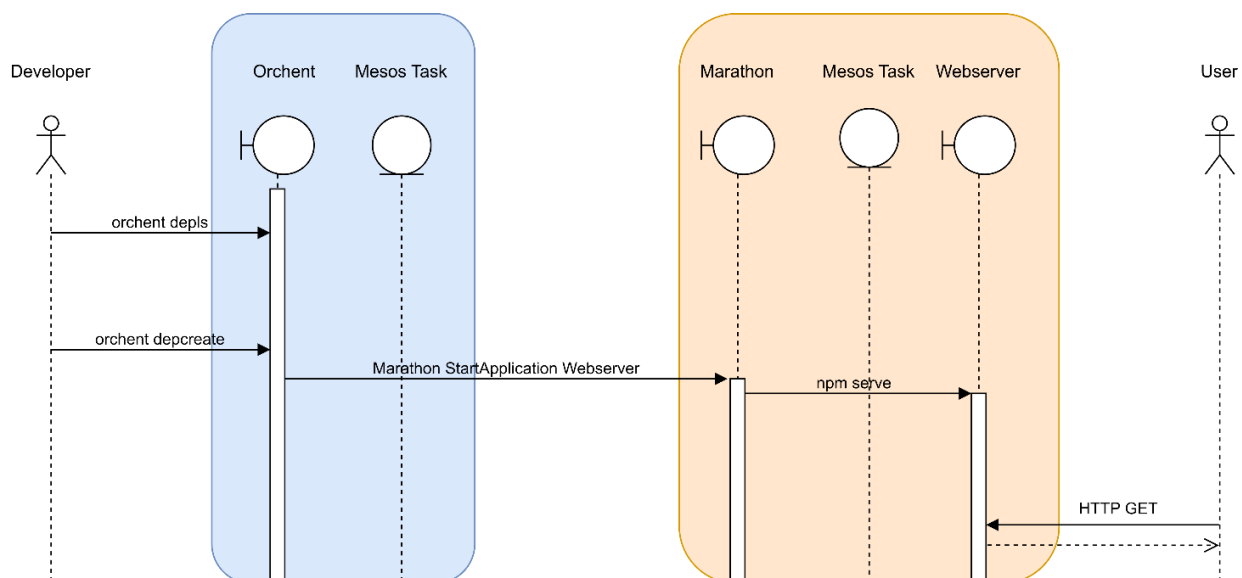 Developer
Orchent
Mesos Task
Marathon
Mesos Task
Webserver
User
orchent depls
orchent depcreate
Marathon StartApplication Webserver
npm serve
HTTP GET